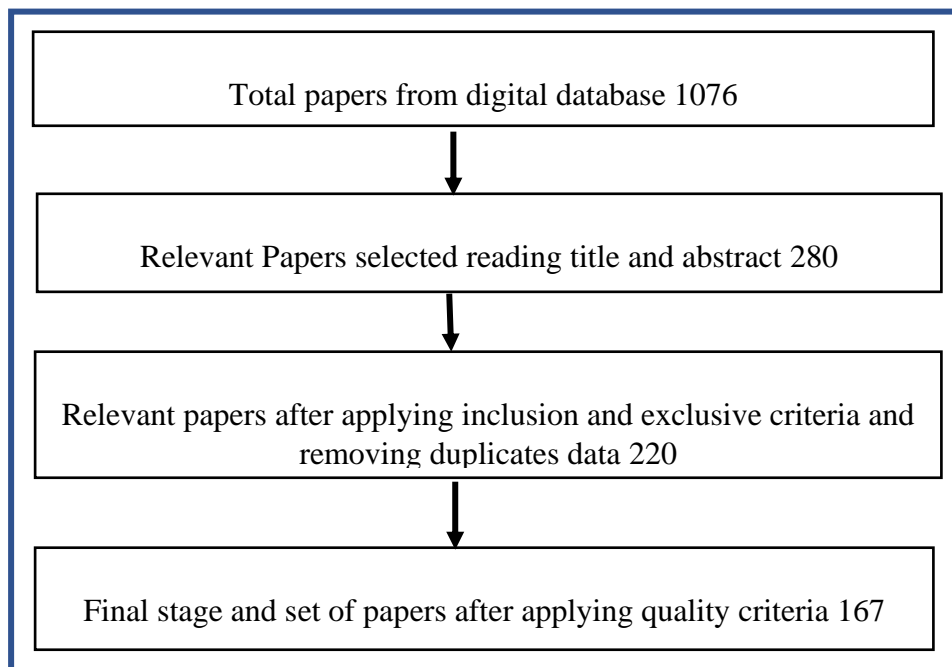 Total papers from digital database 1076
Relevant Papers selected reading title and abstract 280
Relevant papers after applying inclusion and exclusive criteria and
removing duplicates data 220
Final stage and set of papers after applying quality criteria 167